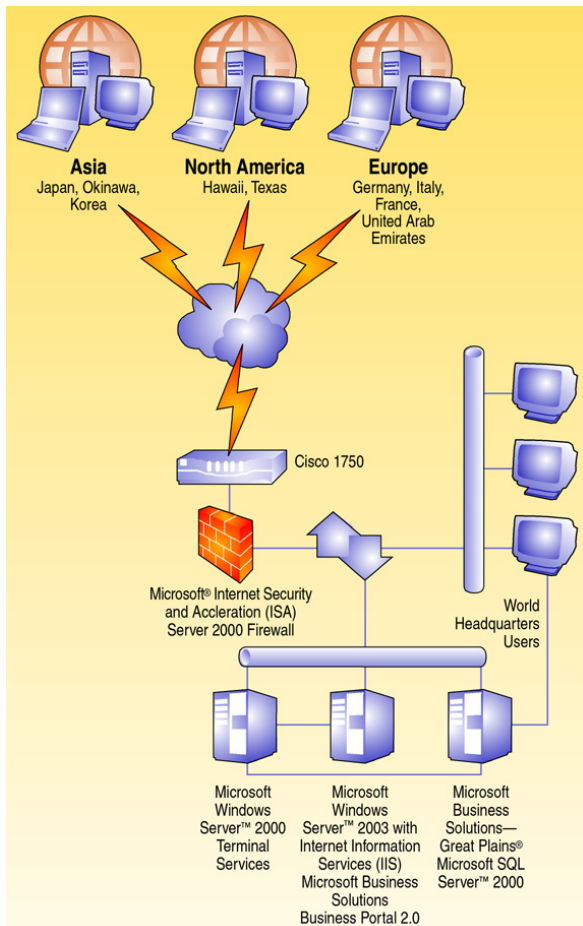 Asia
Japan, Okinawa,
Korea
North America
Hawaii, Texas
Europe
Germany, Italy,
France,
United Arab
Emirates
Cisco 1750
Microsoft® Internet Security
and Accleration (ISA)
Server 2000 Firewall
World
Headquarters
Users
Microsoft
Windows
Server™ 2000
Terminal
Services
Microsoft
Windows
Server™ 2003 with
Internet Information
Services (IIS)
Microsoft Business
Solutions
Business Portal 2.0
Microsoft
Business
Solutions—
Great Plains®
Microsoft SQL
Server™ 2000